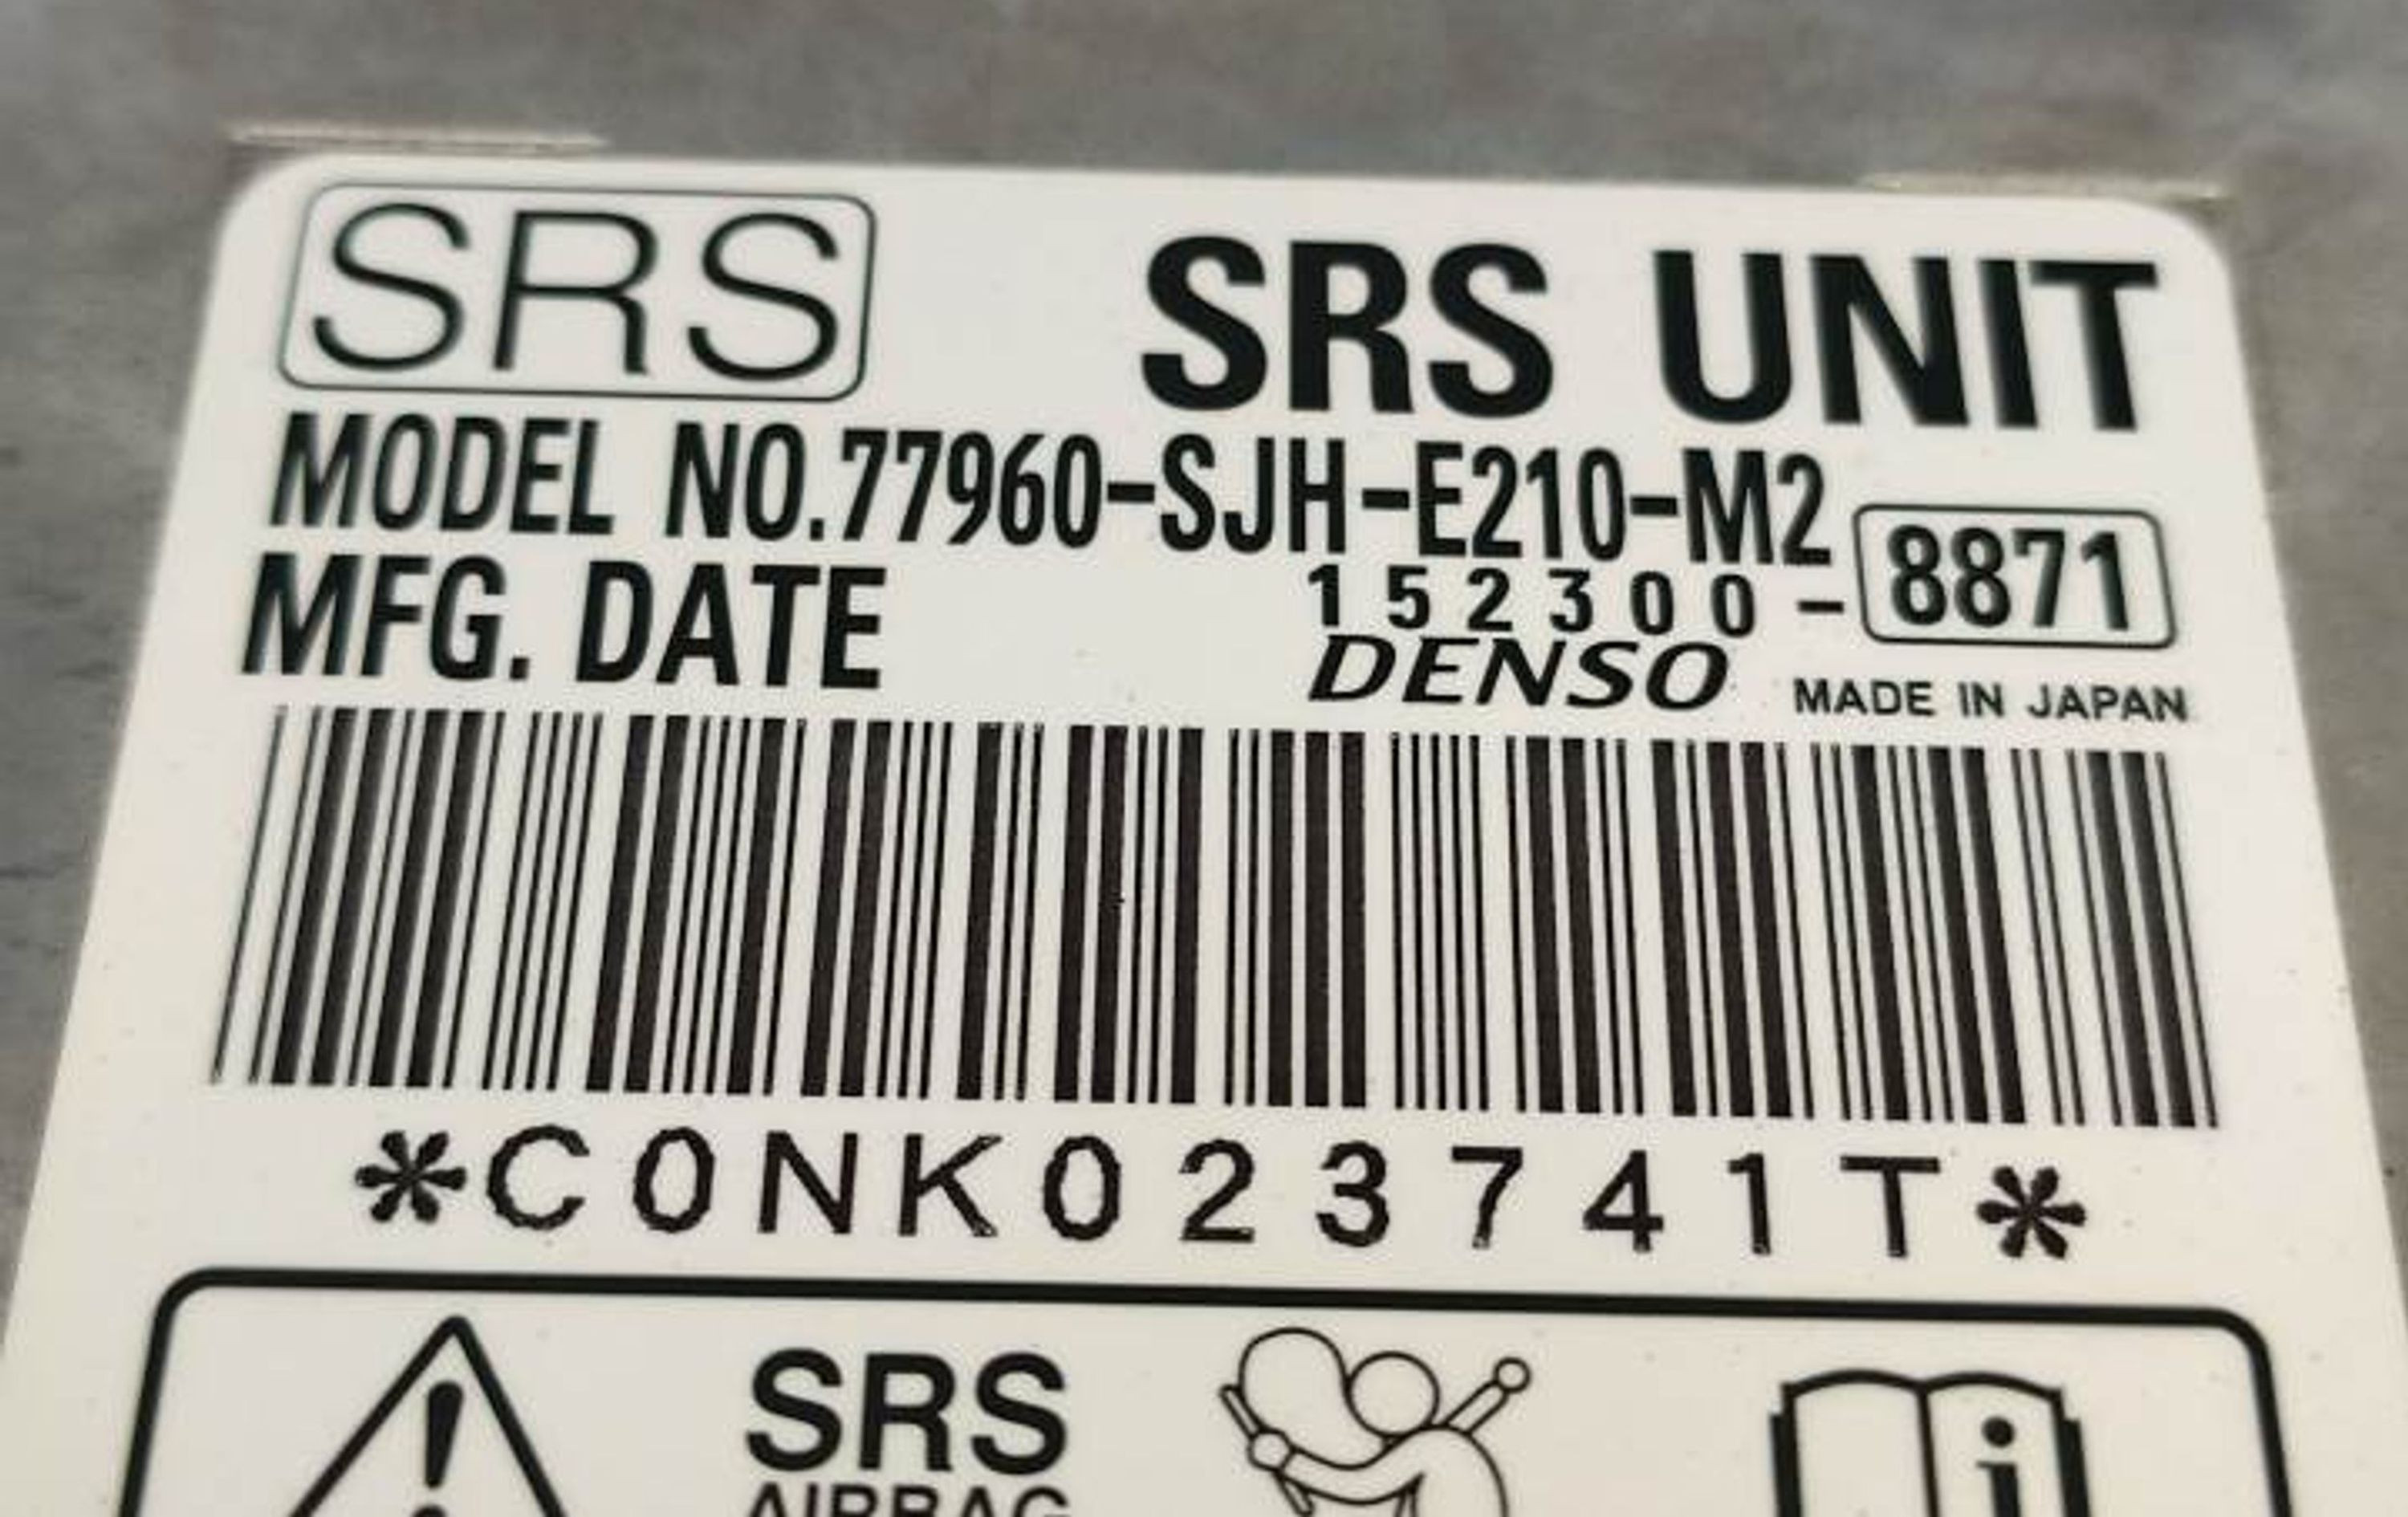 SRS SRS UNIT
MODEL NO.77960-SJH-E210-M2
MFG. DATE 152300-8871
DENSO MADE IN JAPAN
*C0NK023741T*
SRS
AIRBAG